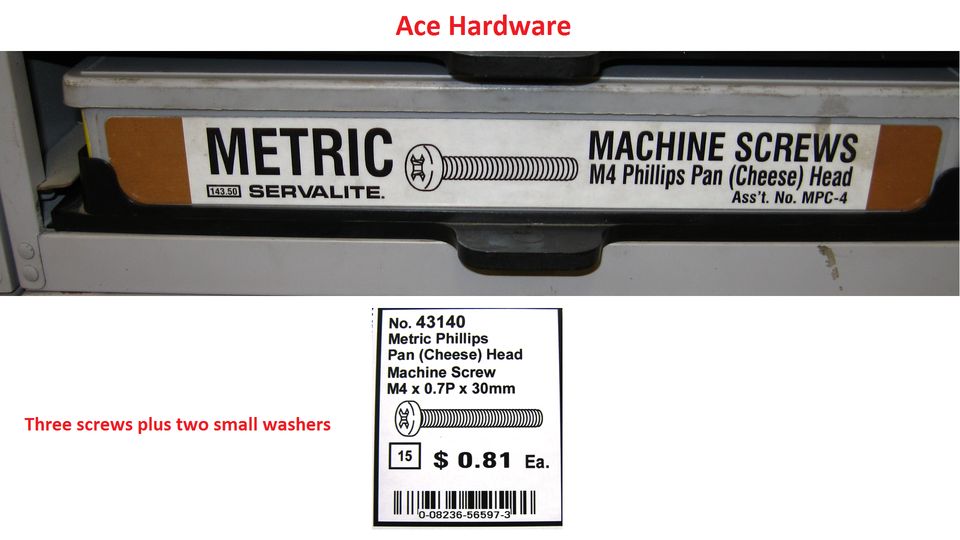 Ace Hardware
METRIC
143.50 SERVALITE.
MACHINE SCREWS
M4 Phillips Pan (Cheese) Head
Ass't. No. MPC-4
Three screws plus two small washers
No. 43140
Metric Phillips
Pan (Cheese) Head
Machine Screw
M4 x 0.7P x 30mm
15 $ 0.81 Ea.
0-08236-56597-3